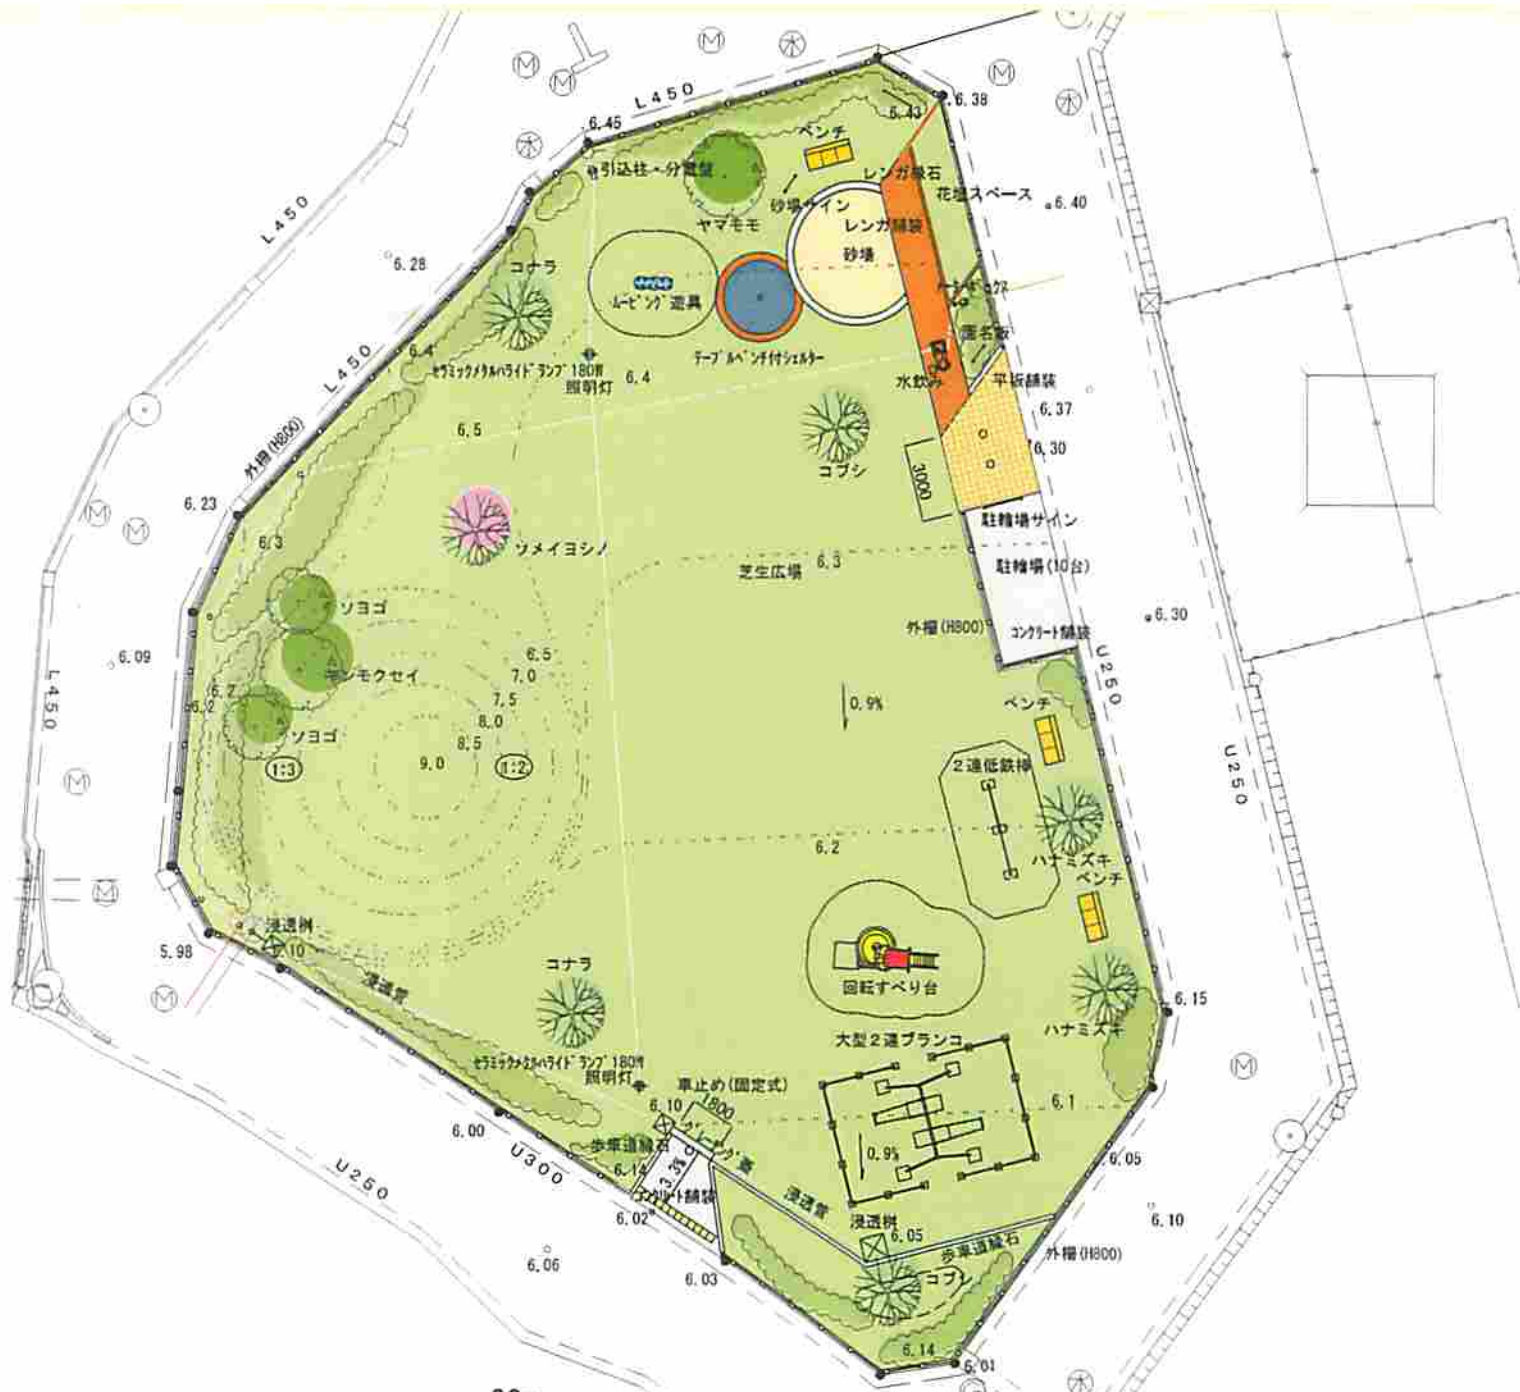 L450
6.45
6.43
6.38
ベンチ
引込柱・分電盤
レンガ縁石
花壇スペース
6.40
砂場サイン
ヤマモモ
レンガ舗装
砂場
L450
6.28
コナラ
ムービング遊具
園名板
テーブルベンチ付シェルター
6.4
L450
セラミックメタルハライドランプ180W
照明灯
6.4
水飲み
平板舗装
6.37
6.5
外柵(H800)
6.30
コブシ
3000
6.23
駐輪場サイン
6.3
ソメイヨシノ
芝生広場
6.3
駐輪場(10台)
ソヨゴ
6.30
外柵(H800)
コンクリート舗装
6.09
6.5
キンモクセイ
7.0
U250
L450
6.2
6.2
7.5
ベンチ
0.9%
8.0
ソヨゴ
8.5
9.0
1:3
1:2
2連低鉄棒
U250
6.2
ハナミズキ
ベンチ
浸透桝
5.98
6.10
コナラ
浸透管
回転すべり台
6.15
ハナミズキ
大型2連ブランコ
セラミックメタルハライドランプ180W
照明灯
車止め(固定式)
1800
6.10
6.1
6.00
グレーチング蓋
歩車道縁石
0.9%
6.05
U300
6.14
3.3%
U250
コンクリート舗装
浸透管
6.02
浸透桝
6.05
6.10
歩車道縁石
外柵(H800)
6.06
6.03
コブシ
6.14
6.01